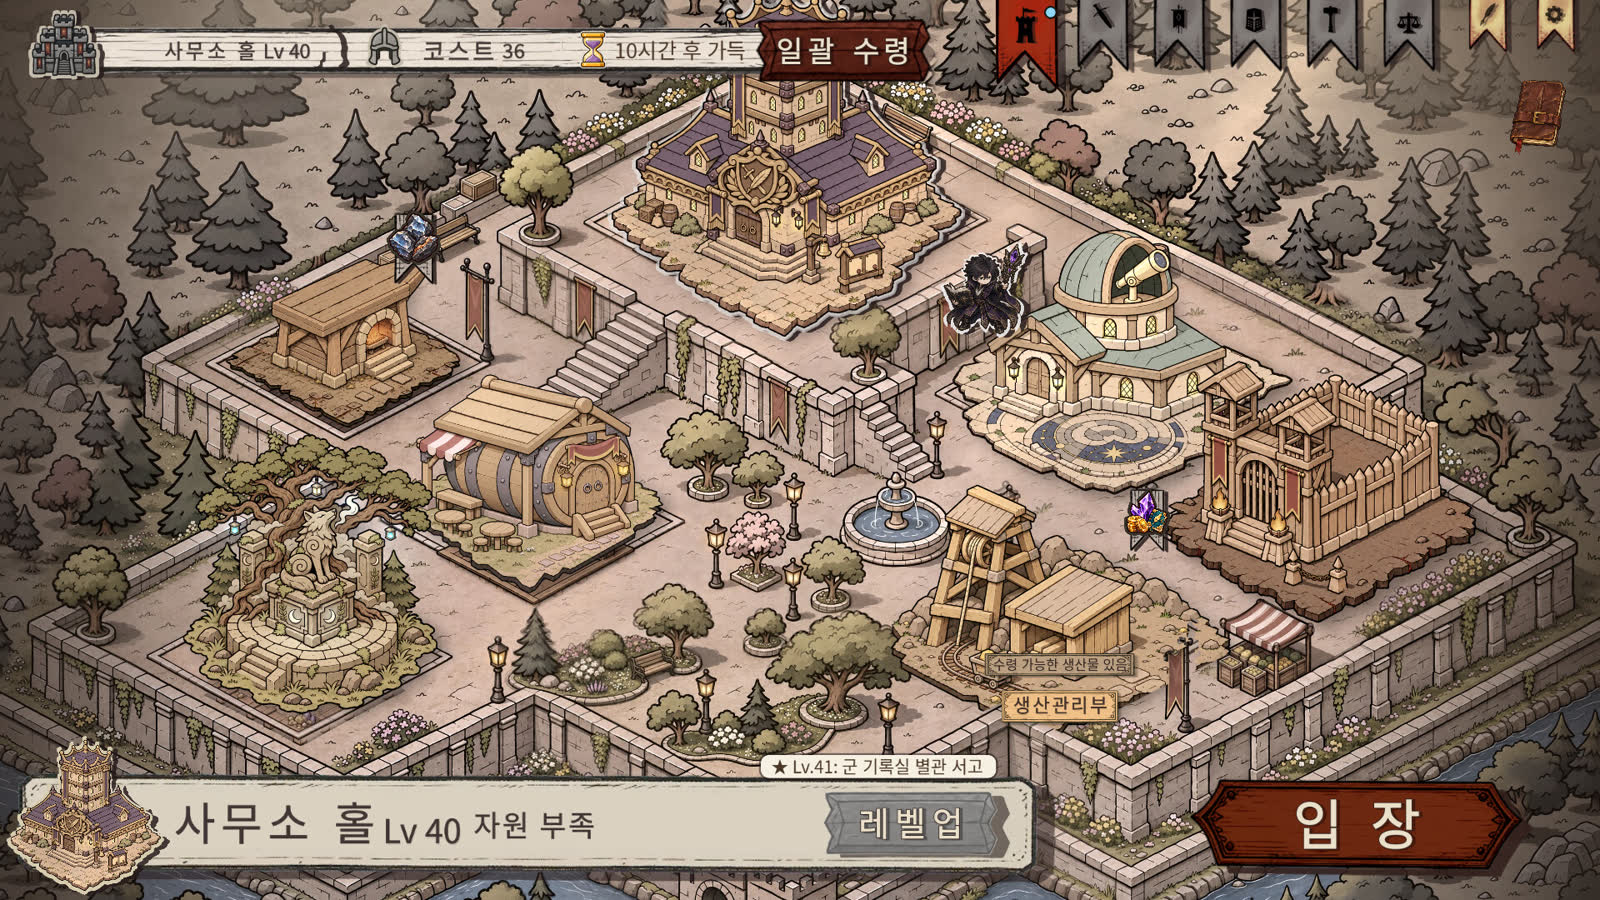 사무소 홀 Lv 40
코스트 36
10시간 후 가득
일괄 수령
수령 가능한 생산물 있음
생산관리부
★ Lv.41: 군 기록실 별관 서고
사무소 홀 Lv 40 자원 부족
레벨업
입장